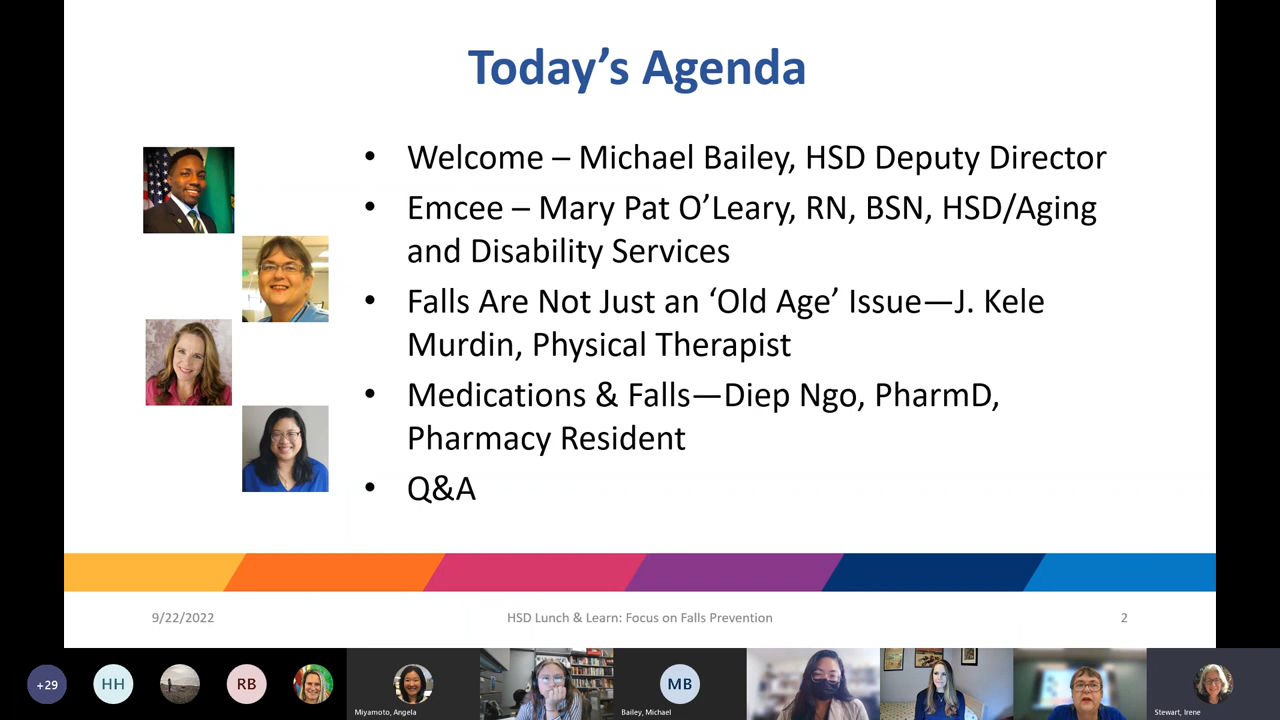 Today’s Agenda
• Welcome – Michael Bailey, HSD Deputy Director
• Emcee – Mary Pat O’Leary, RN, BSN, HSD/Aging
and Disability Services
• Falls Are Not Just an ‘Old Age’ Issue—J. Kele
Murdin, Physical Therapist
• Medications & Falls—Diep Ngo, PharmD,
Pharmacy Resident
• Q&A
9/22/2022
HSD Lunch & Learn: Focus on Falls Prevention
2
+29
HH
RB
Miyamoto, Angela
MB
Bailey, Michael
Stewart, Irene